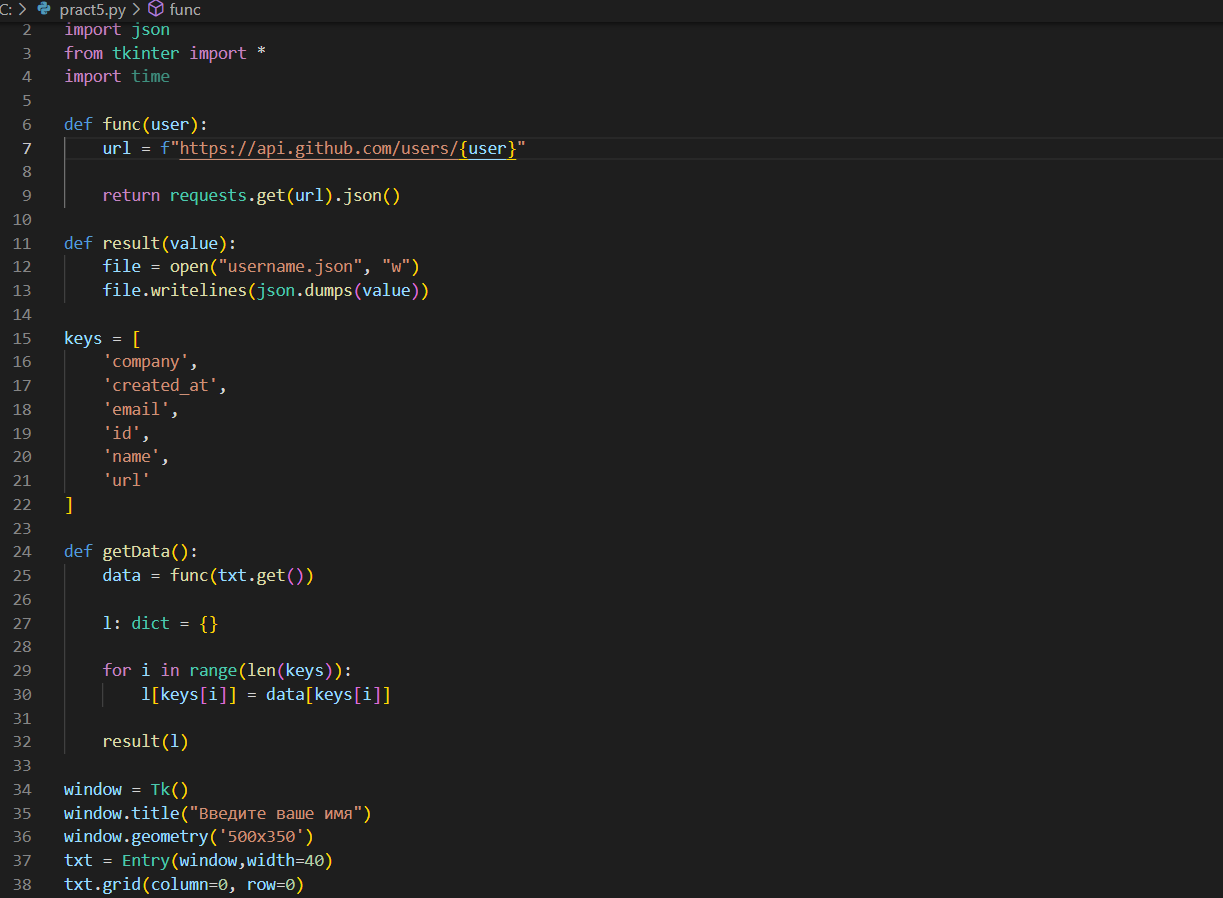 C: > pract5.py > func
2 import json
3 from tkinter import *
4 import time
5
6 def func(user):
7     url = f"https://api.github.com/users/{user}"
8
9     return requests.get(url).json()
10
11 def result(value):
12     file = open("username.json", "w")
13     file.writelines(json.dumps(value))
14
15 keys = [
16     'company',
17     'created_at',
18     'email',
19     'id',
20     'name',
21     'url'
22 ]
23
24 def getData():
25     data = func(txt.get())
26
27     l: dict = {}
28
29     for i in range(len(keys)):
30         l[keys[i]] = data[keys[i]]
31
32     result(l)
33
34 window = Tk()
35 window.title("Введите ваше имя")
36 window.geometry('500x350')
37 txt = Entry(window,width=40)
38 txt.grid(column=0, row=0)